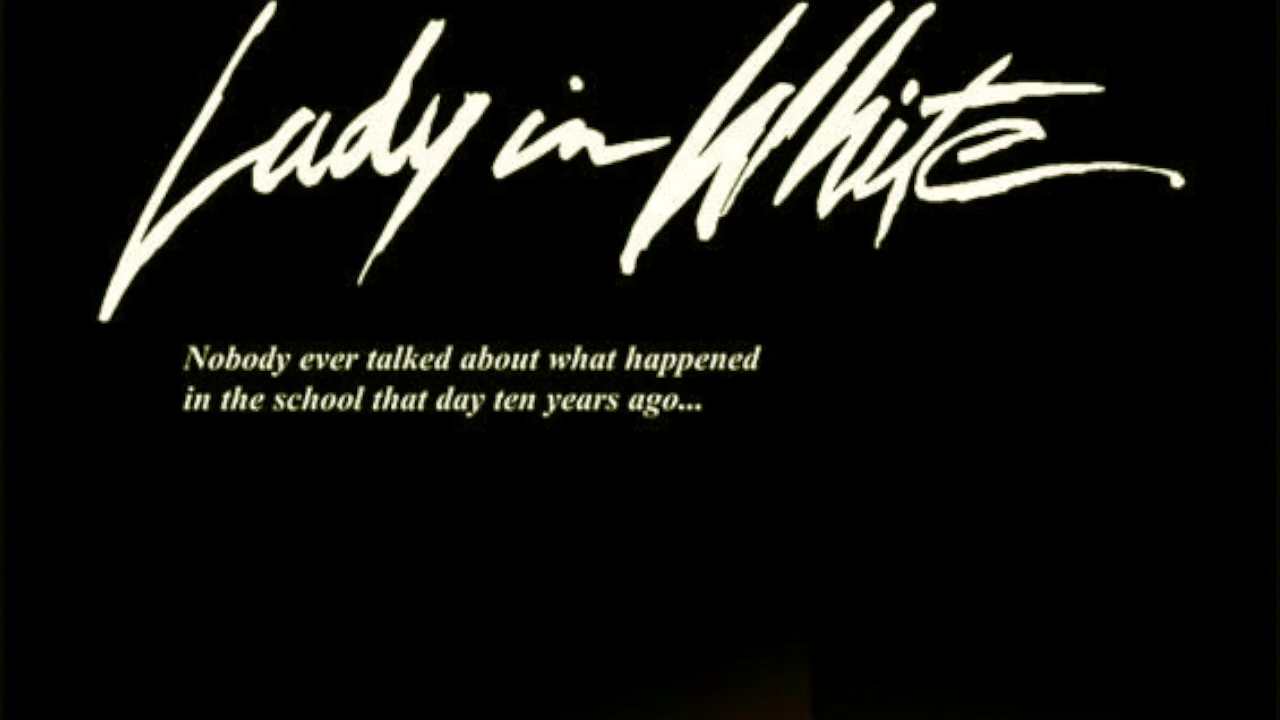 Lady in White
Nobody ever talked about what happened
in the school that day ten years ago...